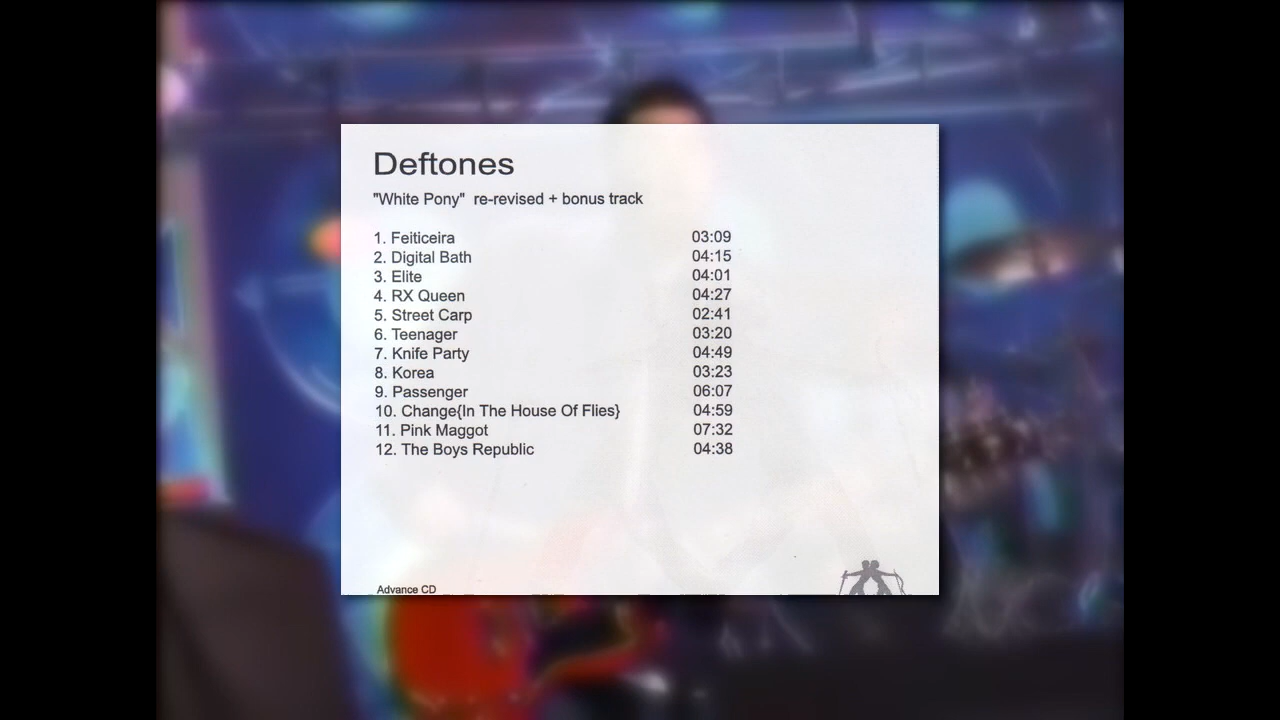 Deftones
"White Pony" re-revised + bonus track
1. Feiticeira 03:09
2. Digital Bath 04:15
3. Elite 04:01
4. RX Queen 04:27
5. Street Carp 02:41
6. Teenager 03:20
7. Knife Party 04:49
8. Korea 03:23
9. Passenger 06:07
10. Change{In The House Of Flies} 04:59
11. Pink Maggot 07:32
12. The Boys Republic 04:38
Advance CD